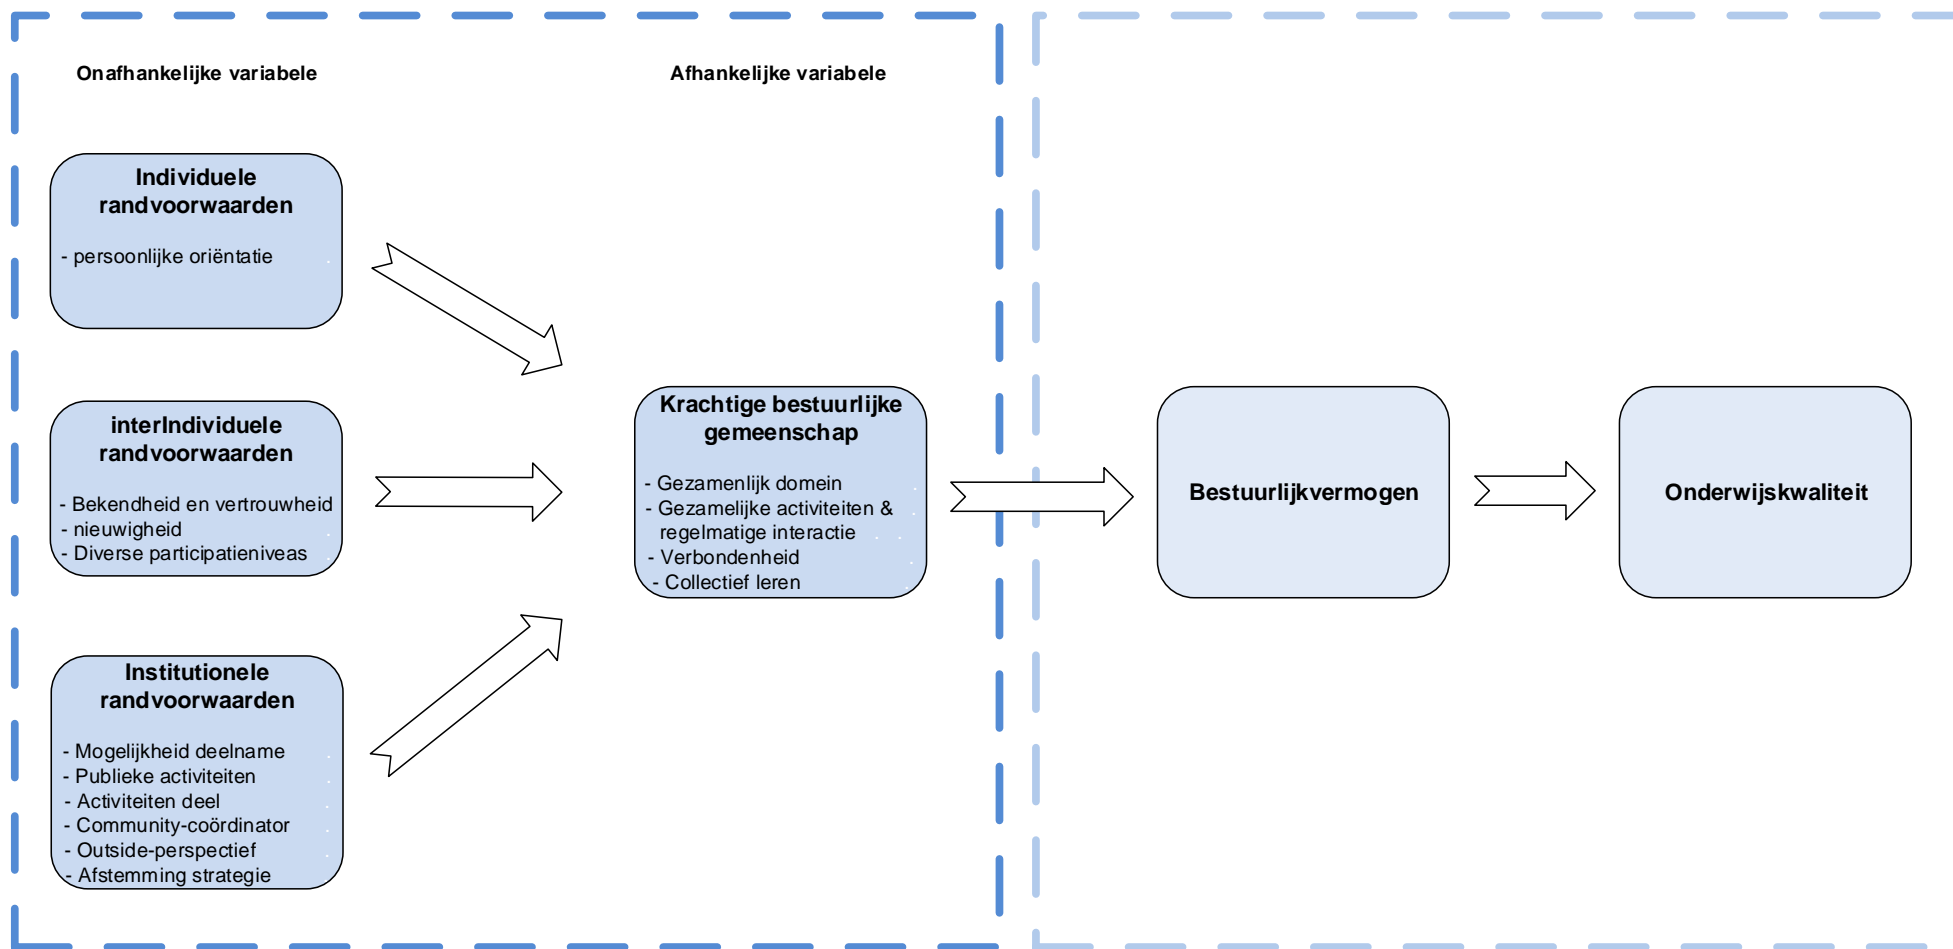 Onafhankelijke variabele
Afhankelijke variabele
Individuele
randvoorwaarden
- persoonlijke oriëntatie
interIndividuele
randvoorwaarden
- Bekendheid en vertrouwheid
- nieuwigheid
- Diverse participatieniveas
Institutionele
randvoorwaarden
- Mogelijkheid deelname
- Publieke activiteiten
- Activiteiten deel
- Community-coördinator
- Outside-perspectief
- Afstemming strategie
Krachtige bestuurlijke
gemeenschap
- Gezamenlijk domein
- Gezamelijke activiteiten &
regelmatige interactie
- Verbondenheid
- Collectief leren
Bestuurlijkvermogen
Onderwijskwaliteit